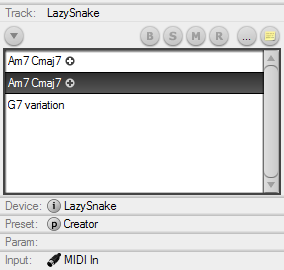 Track: LazySnake
B S M R ...
Am7 Cmaj7
Am7 Cmaj7
G7 variation
Device: i LazySnake
Preset: p Creator
Param:
Input: MIDI In